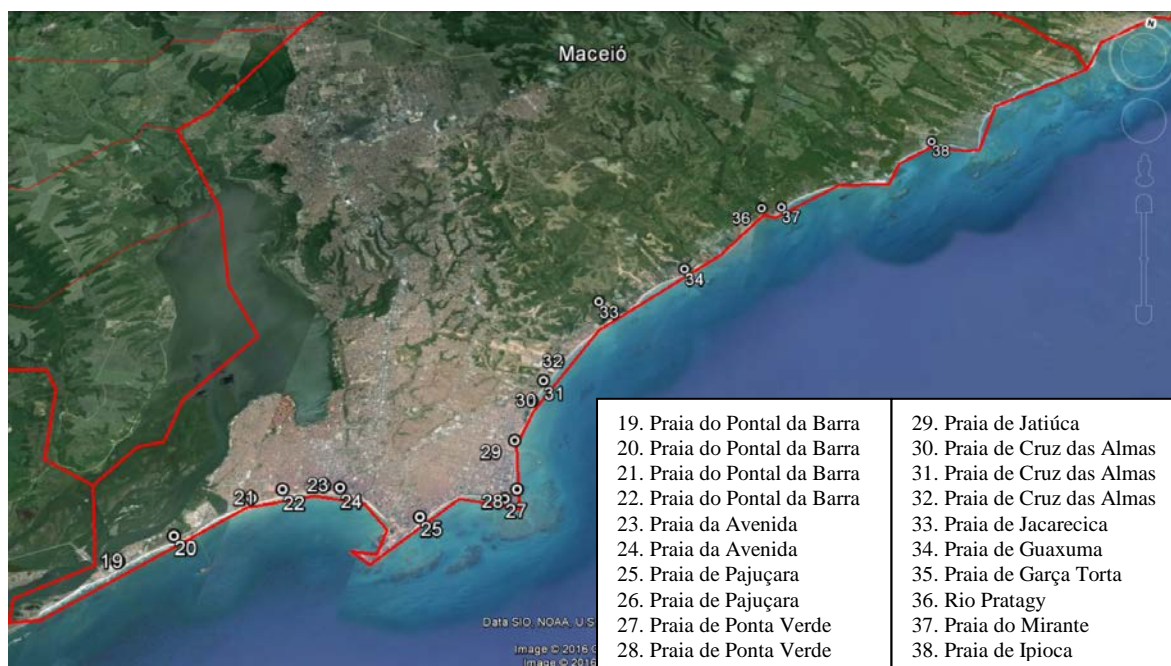 Maceió
N
38
36
37
34
33
32
31
30
29
28
27
25
24
23
22
21
20
19
Data SIO, NOAA, U.S
Image © 2016
Image © 2016
19. Praia do Pontal da Barra
20. Praia do Pontal da Barra
21. Praia do Pontal da Barra
22. Praia do Pontal da Barra
23. Praia da Avenida
24. Praia da Avenida
25. Praia de Pajuçara
26. Praia de Pajuçara
27. Praia de Ponta Verde
28. Praia de Ponta Verde
29. Praia de Jatiúca
30. Praia de Cruz das Almas
31. Praia de Cruz das Almas
32. Praia de Cruz das Almas
33. Praia de Jacarecica
34. Praia de Guaxuma
35. Praia de Garça Torta
36. Rio Pratagy
37. Praia do Mirante
38. Praia de Ipioca